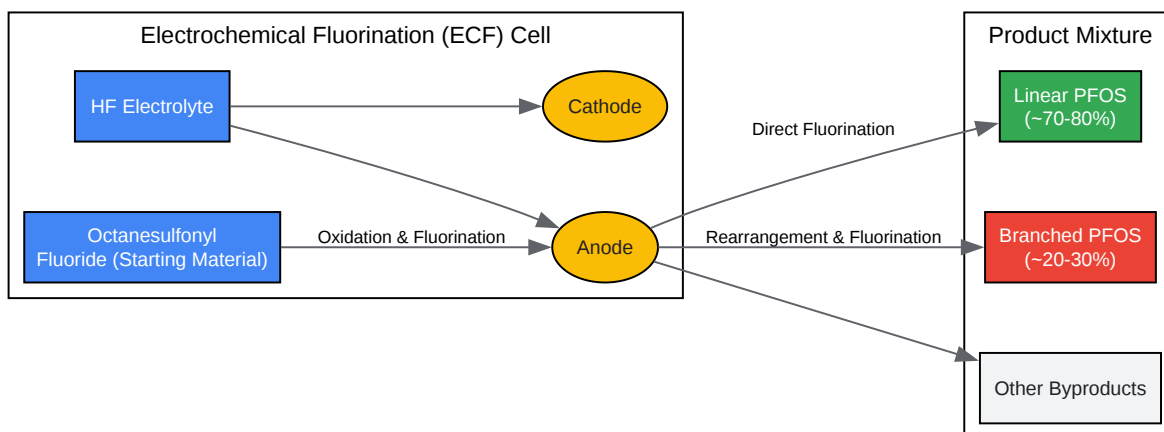 Electrochemical Fluorination (ECF) Cell
Product Mixture
HF Electrolyte
Cathode
Linear PFOS
(~70-80%)
Direct Fluorination
Octanesulfonyl
Fluoride (Starting Material)
Oxidation & Fluorination
Anode
Rearrangement & Fluorination
Branched PFOS
(~20-30%)
Other Byproducts